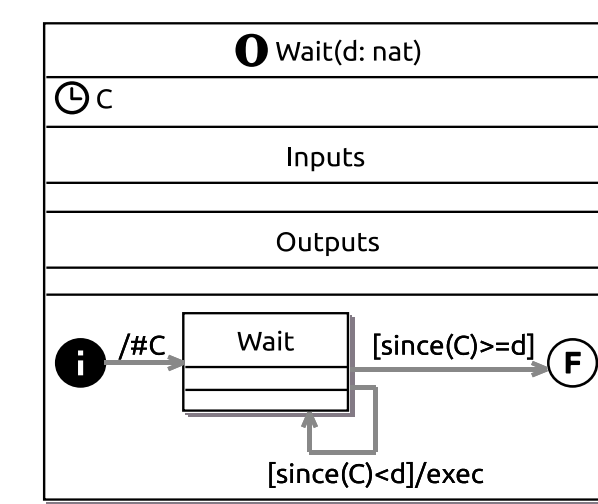 O Wait(d: nat)
C
Inputs
Outputs
i
/#C
Wait
[since(C)>=d]
F
[since(C)<d]/exec